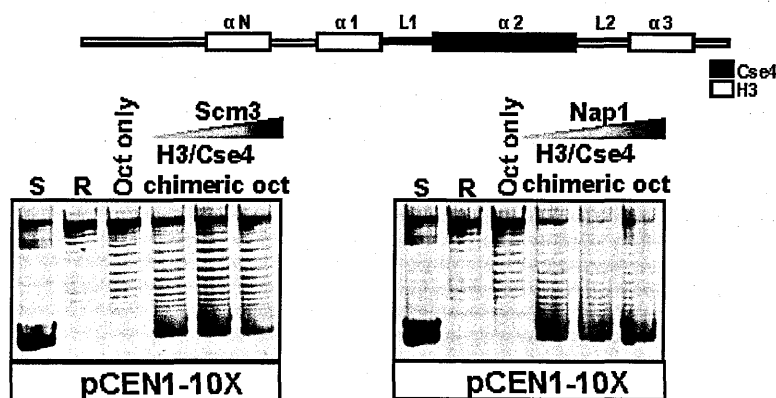 αN α1 L1 α2 L2 α3
Cse4
H3
Oct only
Scm3
H3/Cse4
S R chimeric oct
pCEN1-10X
Oct only
Nap1
H3/Cse4
S R chimeric oct
pCEN1-10X